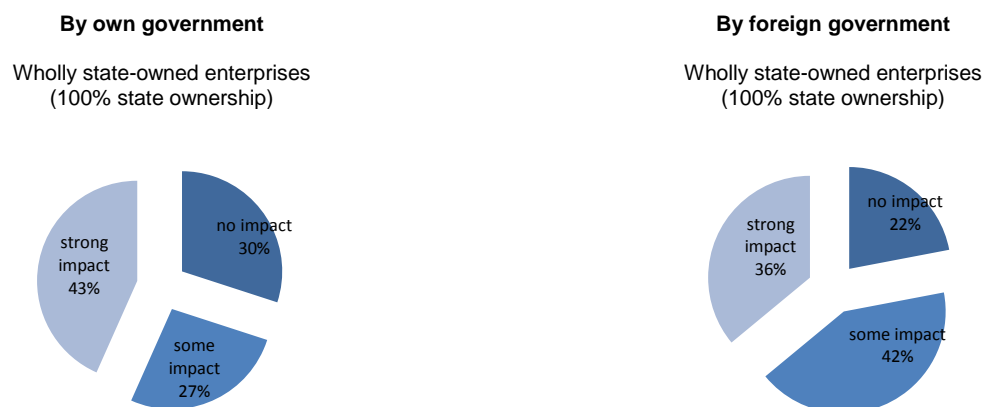 By own government
Wholly state-owned enterprises
(100% state ownership)
strong
impact
43%
no impact
30%
some
impact
27%
By foreign government
Wholly state-owned enterprises
(100% state ownership)
strong
impact
36%
no impact
22%
some impact
42%